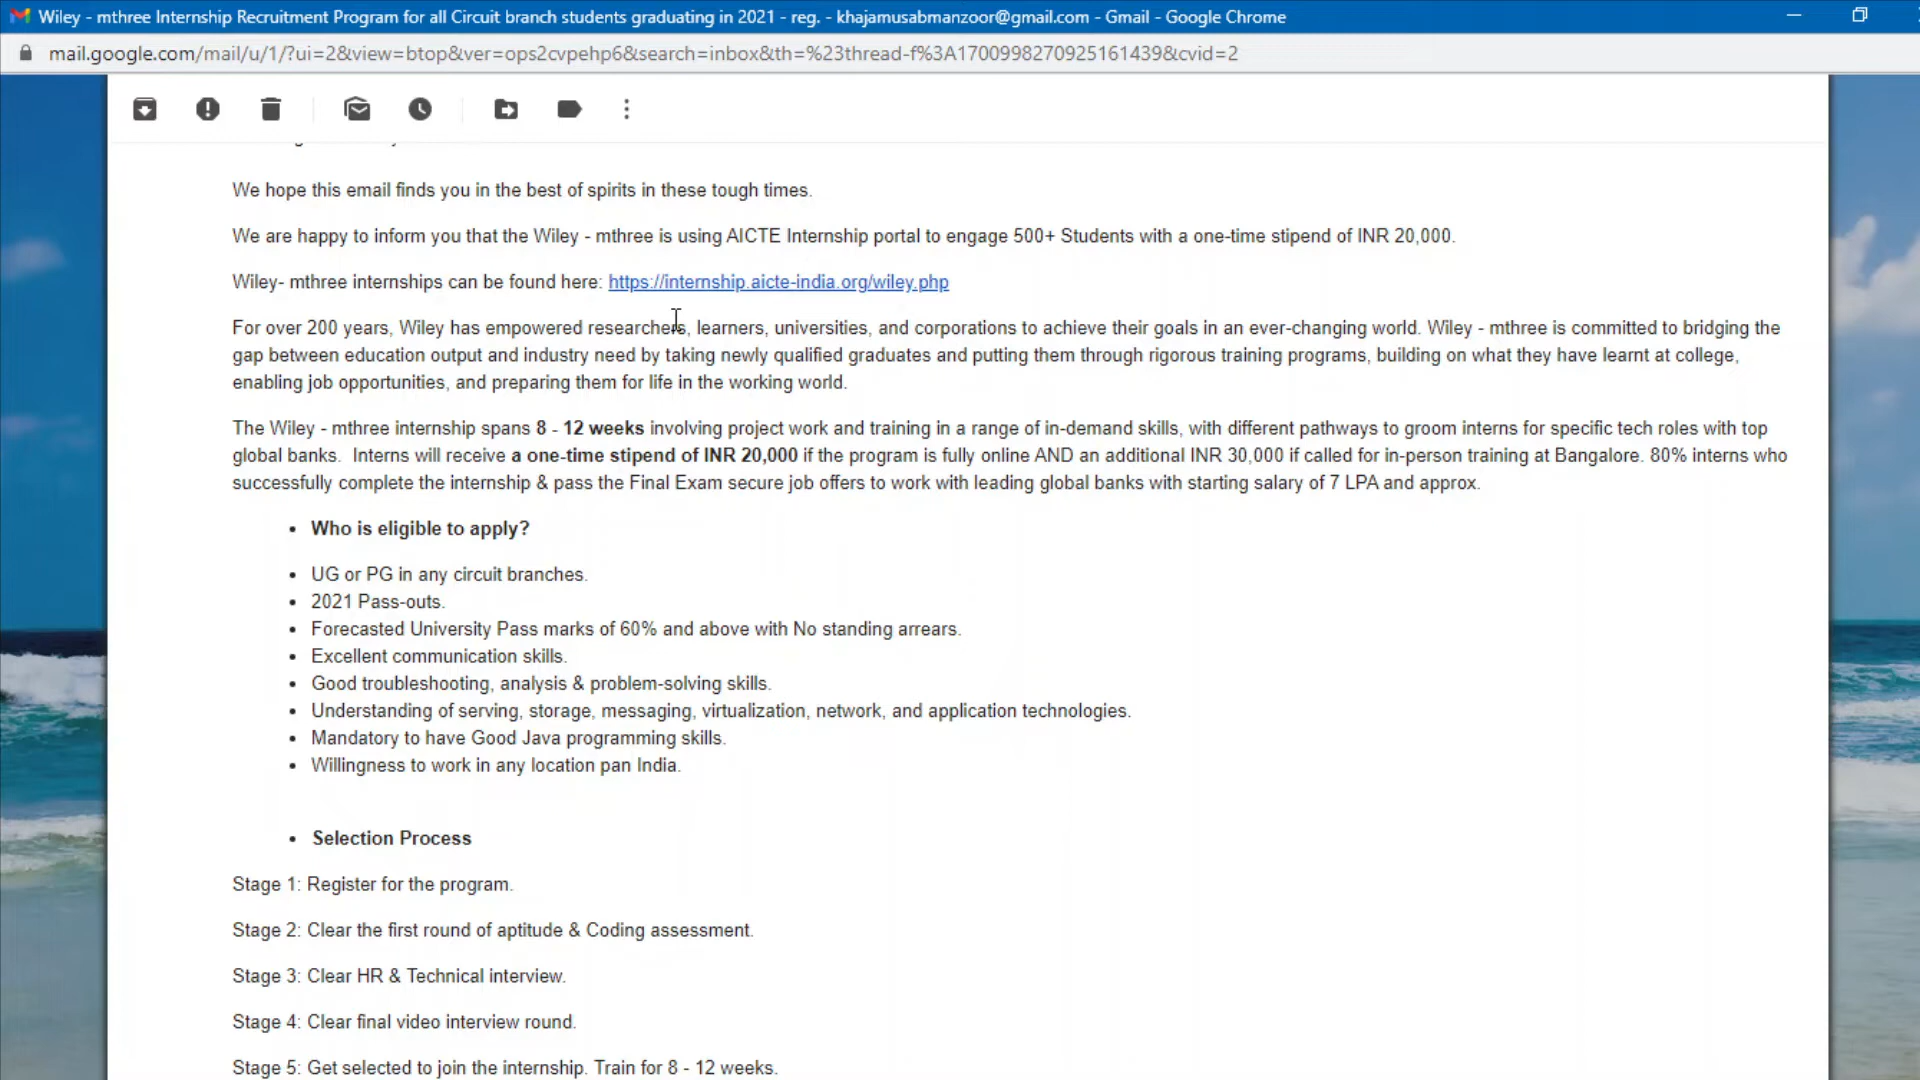 Wiley - mthree Internship Recruitment Program for all Circuit branch students graduating in 2021 - reg. - khajamusabmanzoor@gmail.com - Gmail - Google Chrome
mail.google.com/mail/u/1/?ui=2&view=btop&ver=ops2cvpehp6&search=inbox&th=%23thread-f%3A1700998270925161439&cvid=2
We hope this email finds you in the best of spirits in these tough times.
We are happy to inform you that the Wiley - mthree is using AICTE Internship portal to engage 500+ Students with a one-time stipend of INR 20,000.
Wiley- mthree internships can be found here: https://internship.aicte-india.org/wiley.php
For over 200 years, Wiley has empowered researchers, learners, universities, and corporations to achieve their goals in an ever-changing world. Wiley - mthree is committed to bridging the
gap between education output and industry need by taking newly qualified graduates and putting them through rigorous training programs, building on what they have learnt at college,
enabling job opportunities, and preparing them for life in the working world.
The Wiley - mthree internship spans 8 - 12 weeks involving project work and training in a range of in-demand skills, with different pathways to groom interns for specific tech roles with top
global banks. Interns will receive a one-time stipend of INR 20,000 if the program is fully online AND an additional INR 30,000 if called for in-person training at Bangalore. 80% interns who
successfully complete the internship & pass the Final Exam secure job offers to work with leading global banks with starting salary of 7 LPA and approx.
• Who is eligible to apply?
• UG or PG in any circuit branches.
• 2021 Pass-outs.
• Forecasted University Pass marks of 60% and above with No standing arrears.
• Excellent communication skills.
• Good troubleshooting, analysis & problem-solving skills.
• Understanding of serving, storage, messaging, virtualization, network, and application technologies.
• Mandatory to have Good Java programming skills.
• Willingness to work in any location pan India.
• Selection Process
Stage 1: Register for the program.
Stage 2: Clear the first round of aptitude & Coding assessment.
Stage 3: Clear HR & Technical interview.
Stage 4: Clear final video interview round.
Stage 5: Get selected to join the internship. Train for 8 - 12 weeks.